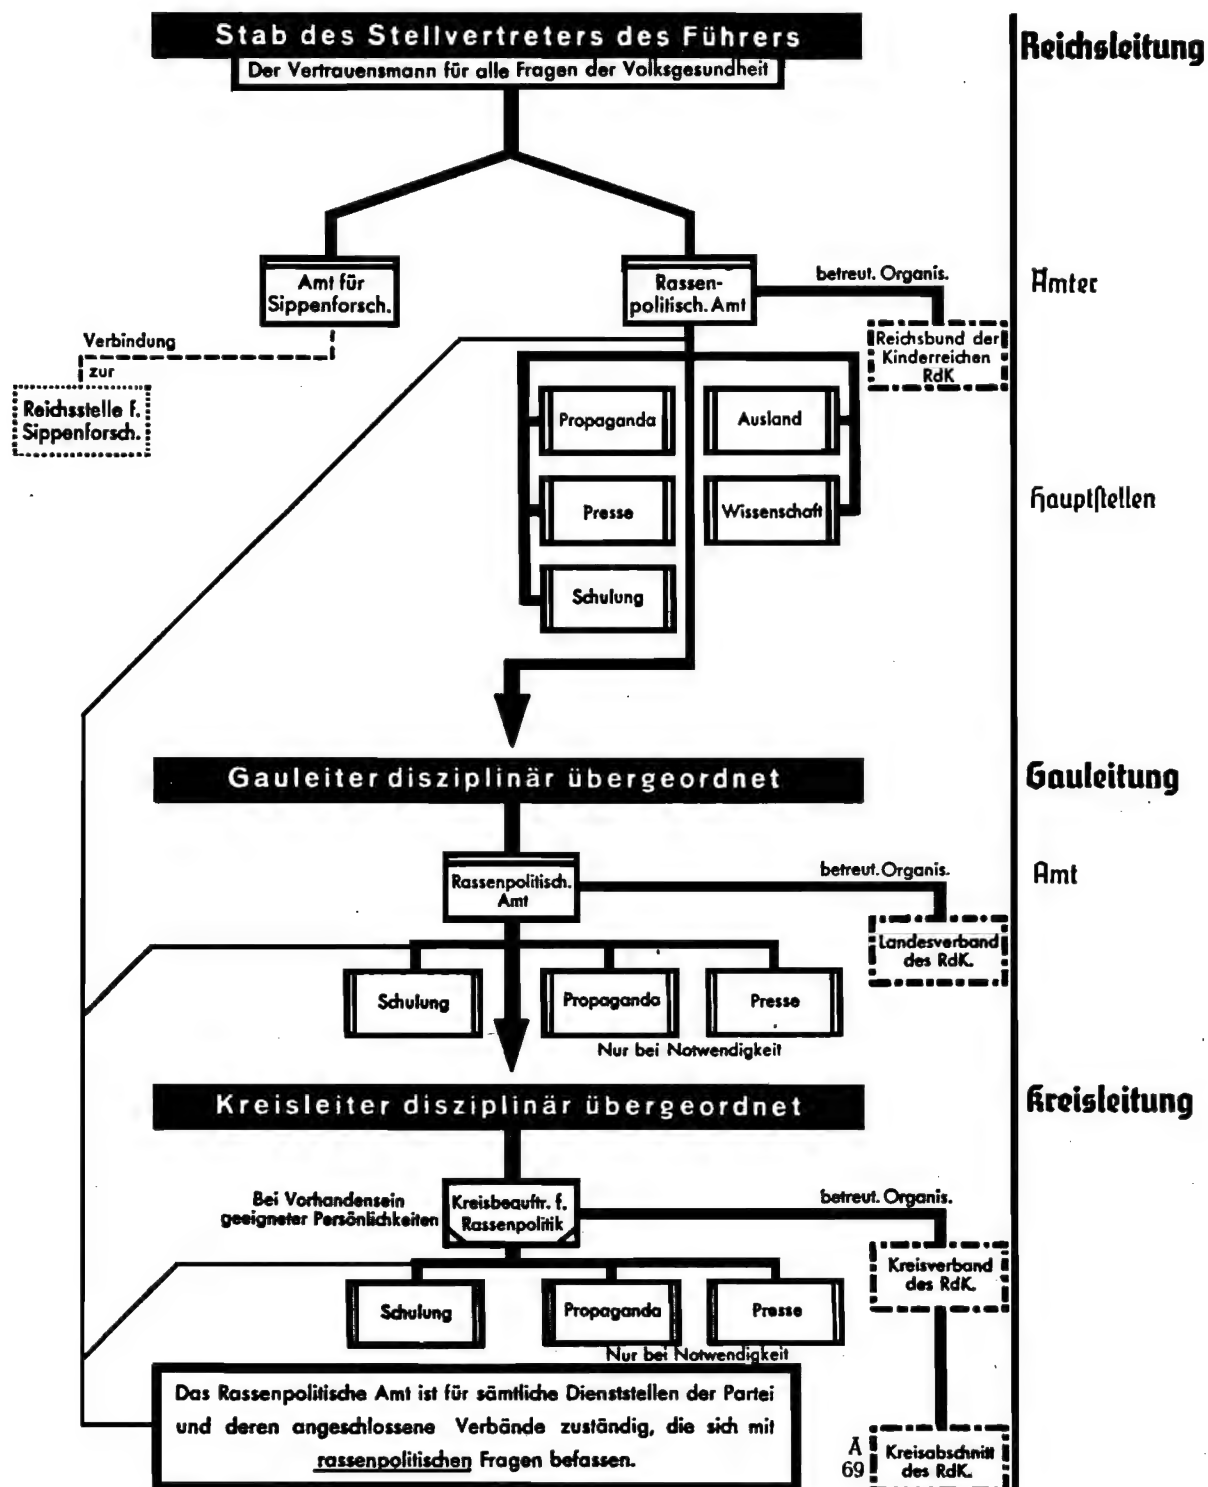 Stab des Stellvertreters des Führers
Der Vertrauensmann für alle Fragen der Volksgesundheit
Reichsleitung
Amt für
Sippenforsch.
Rassen-
politisch. Amt
betreut. Organis.
Ämter
Reichsbund der
Kinderreichen
RdK
Verbindung
zur
Reichsstelle f.
Sippenforsch.
Propaganda
Ausland
Presse
Wissenschaft
Schulung
Hauptſtellen
Gauleiter disziplinär übergeordnet
Gauleitung
Rassenpolitisch.
Amt
betreut. Organis.
Amt
Landesverband
des RdK.
Schulung
Propaganda
Presse
Nur bei Notwendigkeit
Kreisleiter disziplinär übergeordnet
Kreisleitung
Bei Vorhandensein
geeigneter Persönlichkeiten
Kreisbeauftr. f.
Rassenpolitik
betreut. Organis.
Kreisverband
des RdK.
Schulung
Propaganda
Presse
Nur bei Notwendigkeit
Das Rassenpolitische Amt ist für sämtliche Dienststellen der Partei
und deren angeschlossene Verbände zuständig, die sich mit
rassenpolitischen Fragen befassen.
A
69
Kreisabschnitt
des RdK.